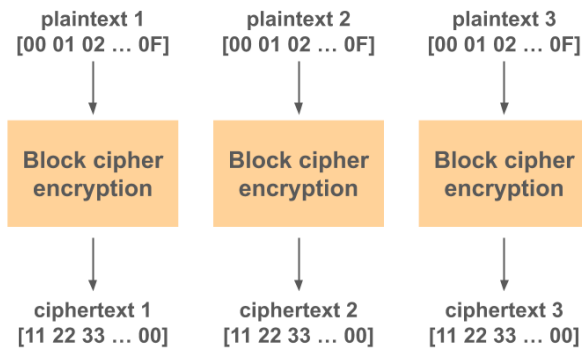 plaintext 1
[00 01 02 ... 0F]
plaintext 2
[00 01 02 ... 0F]
plaintext 3
[00 01 02 ... 0F]
Block cipher
encryption
Block cipher
encryption
Block cipher
encryption
ciphertext 1
[11 22 33 ... 00]
ciphertext 2
[11 22 33 ... 00]
ciphertext 3
[11 22 33 ... 00]